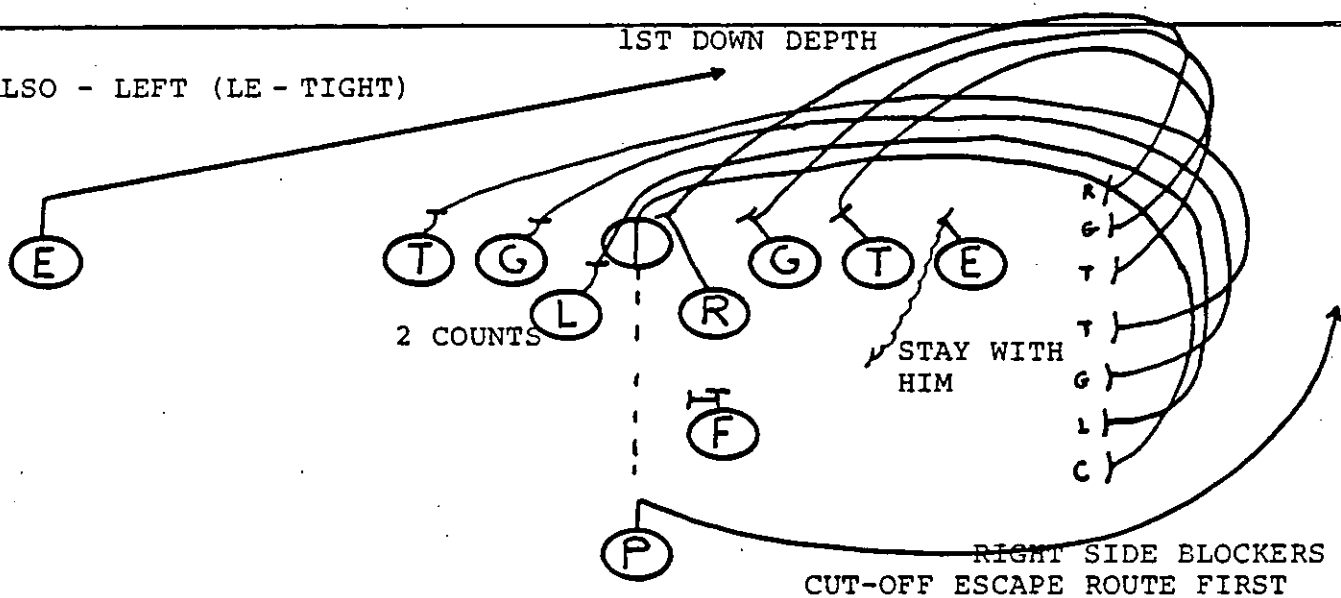 1ST DOWN DEPTH
LSO - LEFT (LE - TIGHT)
R
G
E
T
G
G
T
E
T
L
R
2 COUNTS
T
STAY WITH
HIM
G
F
L
C
P
RIGHT SIDE BLOCKERS
CUT-OFF ESCAPE ROUTE FIRST